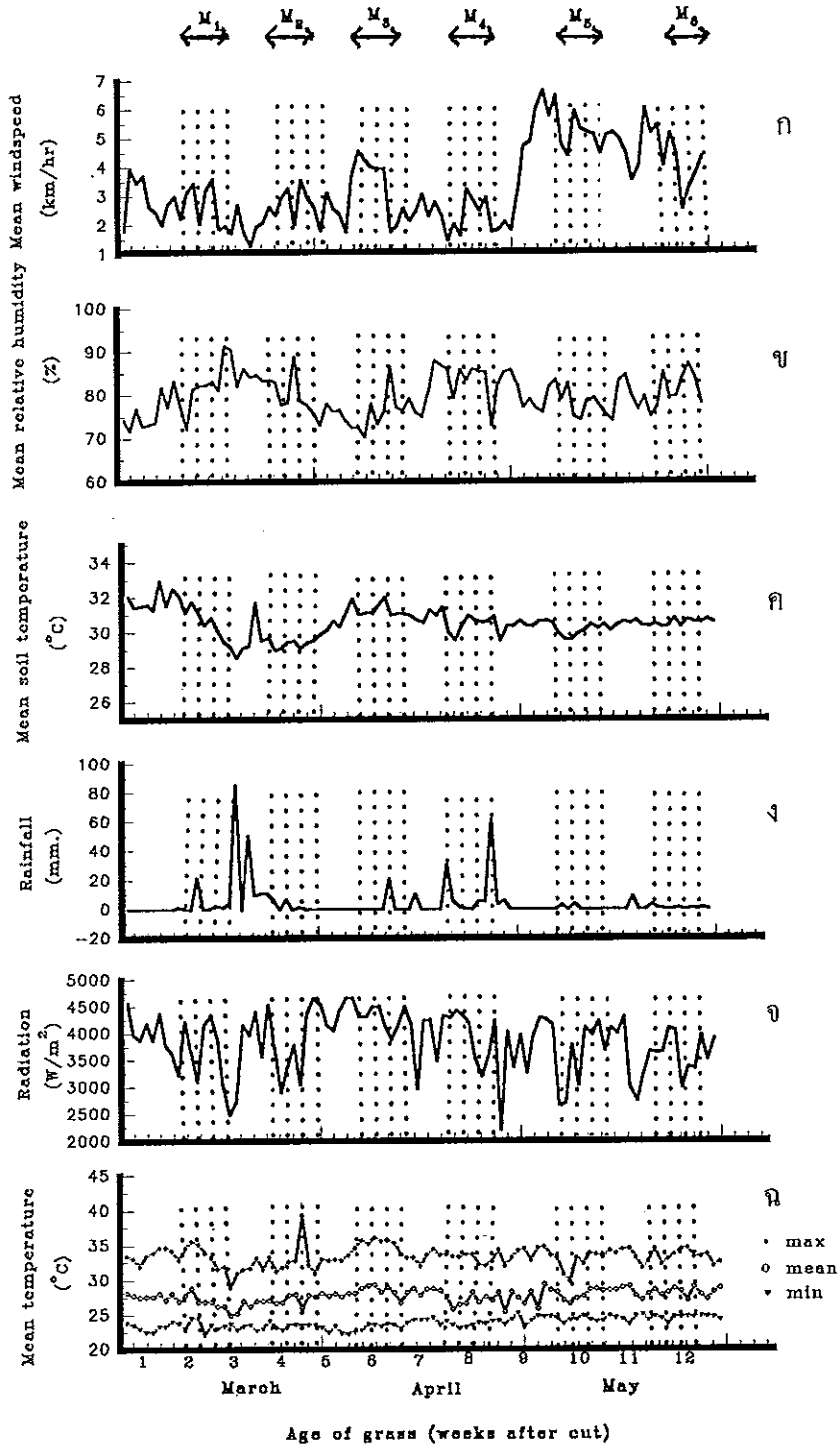 M₁ M₂ M₃ M₄ M₅ M₆
Mean windspeed
(km/hr)
7
6
5
4
3
2
1
ก
Mean relative humidity
(%)
100
90
80
70
60
ข
Mean soil temperature
(°C)
34
32
30
28
26
ค
Rainfall
(mm.)
100
80
60
40
20
0
--20
ง
Radiation
(W/m²)
5000
4500
4000
3500
3000
2500
2000
จ
Mean temperature
(°C)
45
40
35
30
25
20
ฉ
max
mean
min
1 2 3 4 5 6 7 8 9 10 11 12
March April May
Age of grass (weeks after cut)